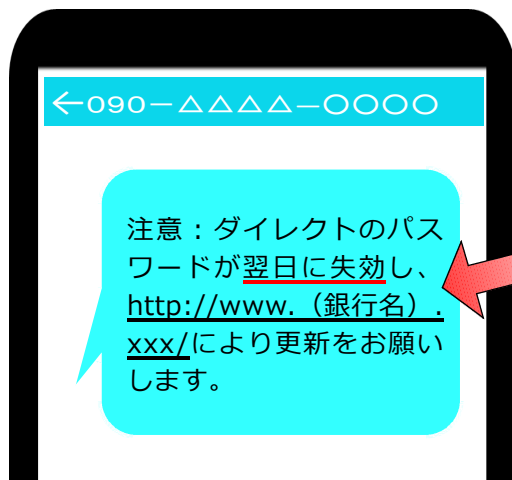 ←090－△△△△－〇〇〇〇
注意：ダイレクトのパス
ワードが翌日に失効し、
http://www.（銀行名）.
xxx/により更新をお願い
します。